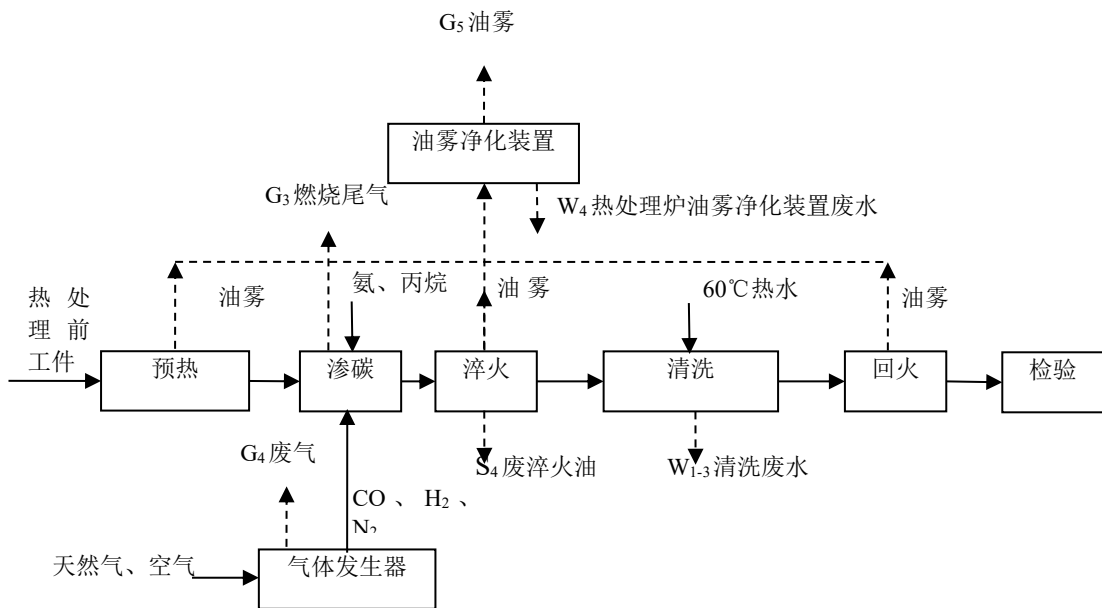 G₅油雾
油雾净化装置
G₃燃烧尾气
W₄热处理炉油雾净化装置废水
热处
理前
工件
油雾
氨、丙烷
油雾
60℃热水
油雾
预热
渗碳
淬火
清洗
回火
检验
G₄废气
S₄废淬火油
W₁₋₃清洗废水
CO、H₂、
N₂
天然气、空气
气体发生器